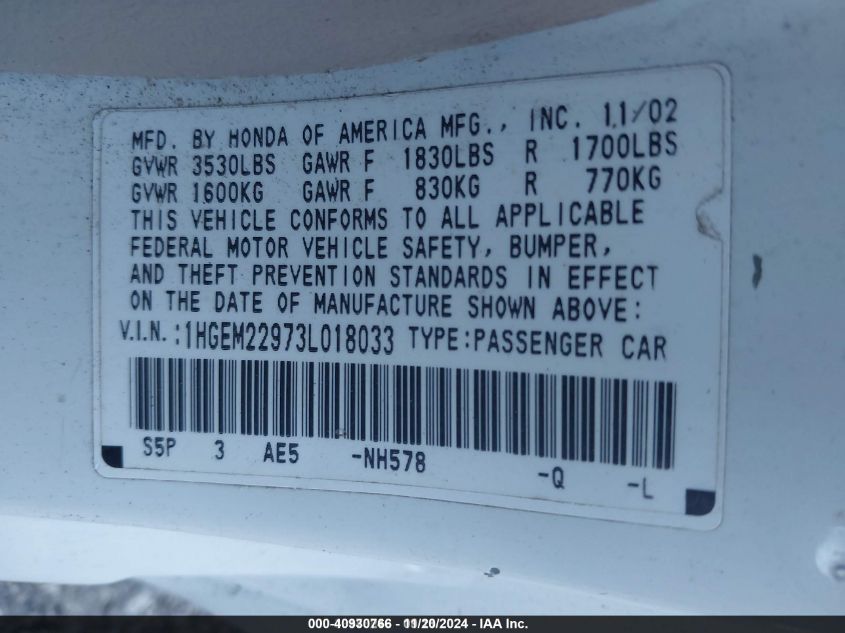 MFD. BY HONDA OF AMERICA MFG., INC. 11/02
GVWR 3530LBS GAWR F 1830LBS R 1700LBS
GVWR 1600KG GAWR F 830KG R 770KG
THIS VEHICLE CONFORMS TO ALL APPLICABLE
FEDERAL MOTOR VEHICLE SAFETY, BUMPER,
AND THEFT PREVENTION STANDARDS IN EFFECT
ON THE DATE OF MANUFACTURE SHOWN ABOVE:
V.I.N.:1HGEM22973L018033 TYPE:PASSENGER CAR
S5P 3 AE5 -NH578 -Q -L
000-40930766 - 11/20/2024 - IAA Inc.